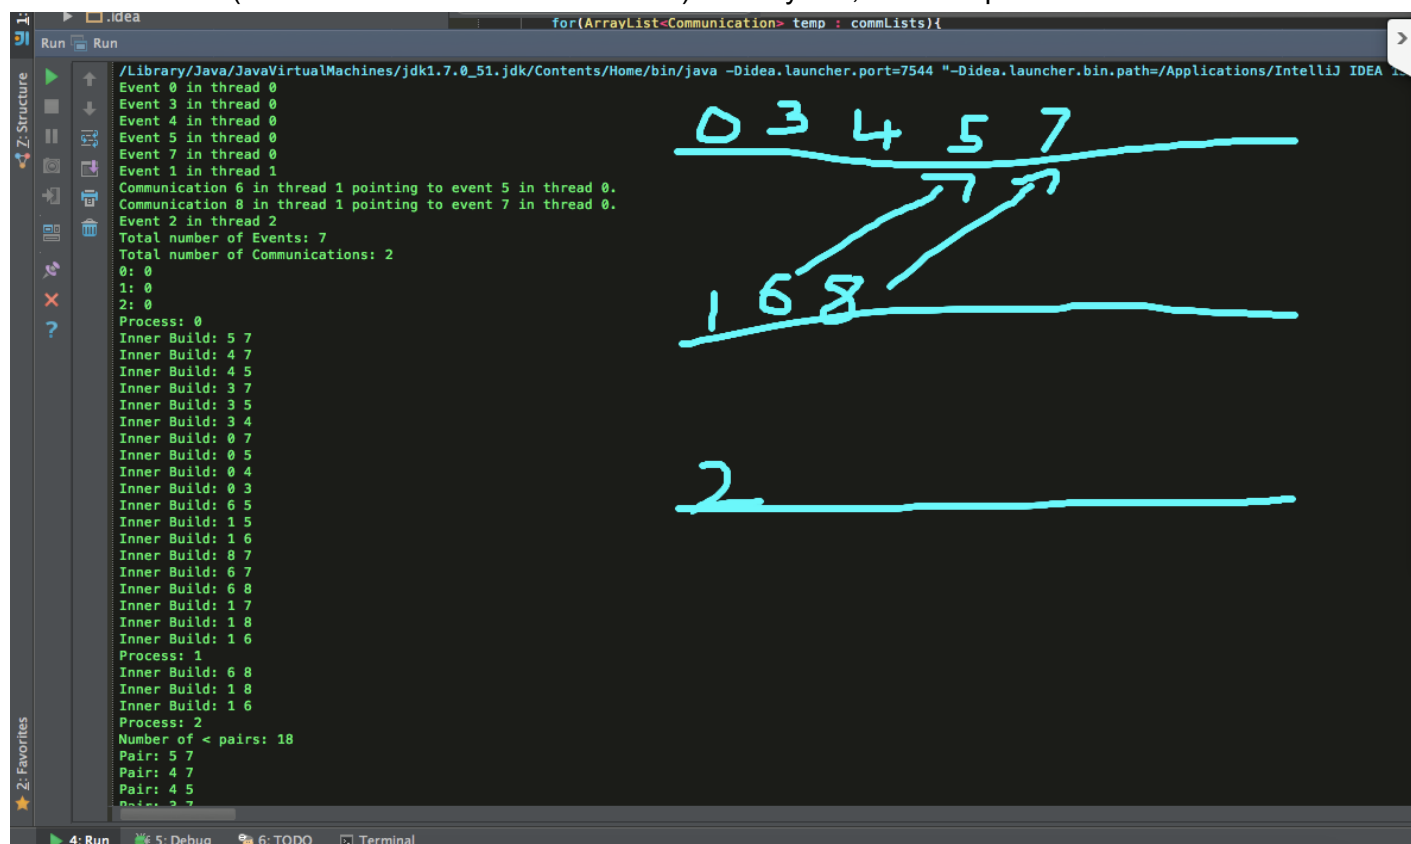 .idea
for(ArrayList<Communication> temp : commLists){
Run Run
/Library/Java/JavaVirtualMachines/jdk1.7.0_51.jdk/Contents/Home/bin/java -Didea.launcher.port=7544 "-Didea.launcher.bin.path=/Applications/IntelliJ IDEA
Event 0 in thread 0
Event 3 in thread 0
Event 4 in thread 0
Event 5 in thread 0
Event 7 in thread 0
Event 1 in thread 1
Communication 6 in thread 1 pointing to event 5 in thread 0.
Communication 8 in thread 1 pointing to event 7 in thread 0.
Event 2 in thread 2
Total number of Events: 7
Total number of Communications: 2
0: 0
1: 0
2: 0
Process: 0
Inner Build: 5 7
Inner Build: 4 7
Inner Build: 4 5
Inner Build: 3 7
Inner Build: 3 5
Inner Build: 3 4
Inner Build: 0 7
Inner Build: 0 5
Inner Build: 0 4
Inner Build: 0 3
Inner Build: 6 5
Inner Build: 1 5
Inner Build: 1 6
Inner Build: 8 7
Inner Build: 6 7
Inner Build: 6 8
Inner Build: 1 7
Inner Build: 1 8
Inner Build: 1 6
Process: 1
Inner Build: 6 8
Inner Build: 1 8
Inner Build: 1 6
Process: 2
Number of < pairs: 18
Pair: 5 7
Pair: 4 7
Pair: 4 5
Pair: 3 7
0 3 4 5 7
1 6 8
2
Z: Structure
2: Favorites
4: Run 5: Debug 6: TODO Terminal